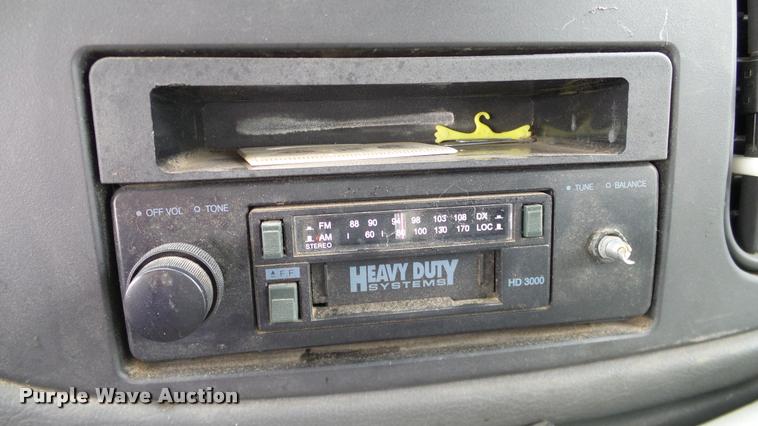 OFF VOL TONE
TUNE BALANCE
FM 88 90 94 98 103 108 DX
AM 60 80 100 130 170 LOC
STEREO
F.F
HEAVY DUTY
SYSTEMS
HD 3000
Purple Wave Auction